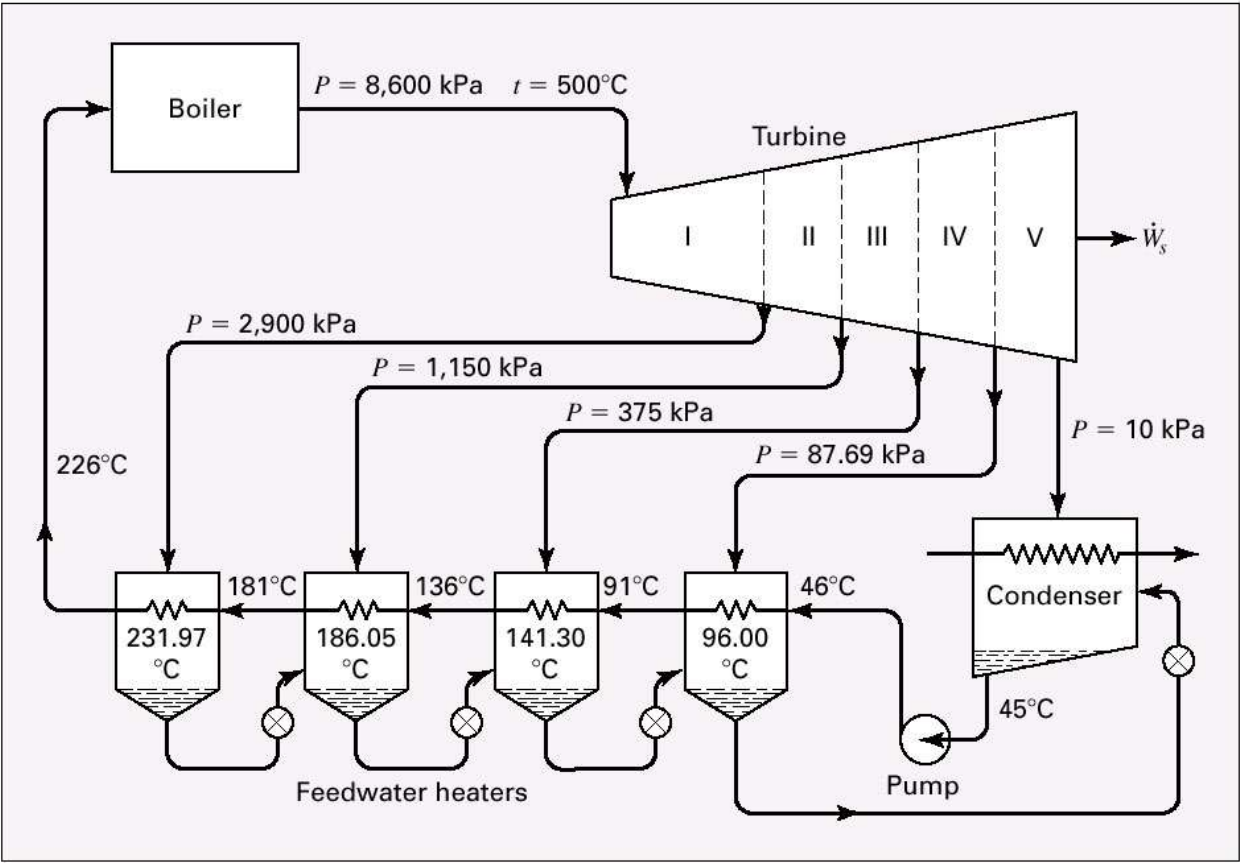 P = 8,600 kPa t = 500°C
Boiler
Turbine
I II III IV V
Ẇs
P = 2,900 kPa
P = 1,150 kPa
P = 375 kPa
P = 87.69 kPa
P = 10 kPa
226°C
181°C
136°C
91°C
46°C
Condenser
231.97
°C
186.05
°C
141.30
°C
96.00
°C
45°C
Pump
Feedwater heaters